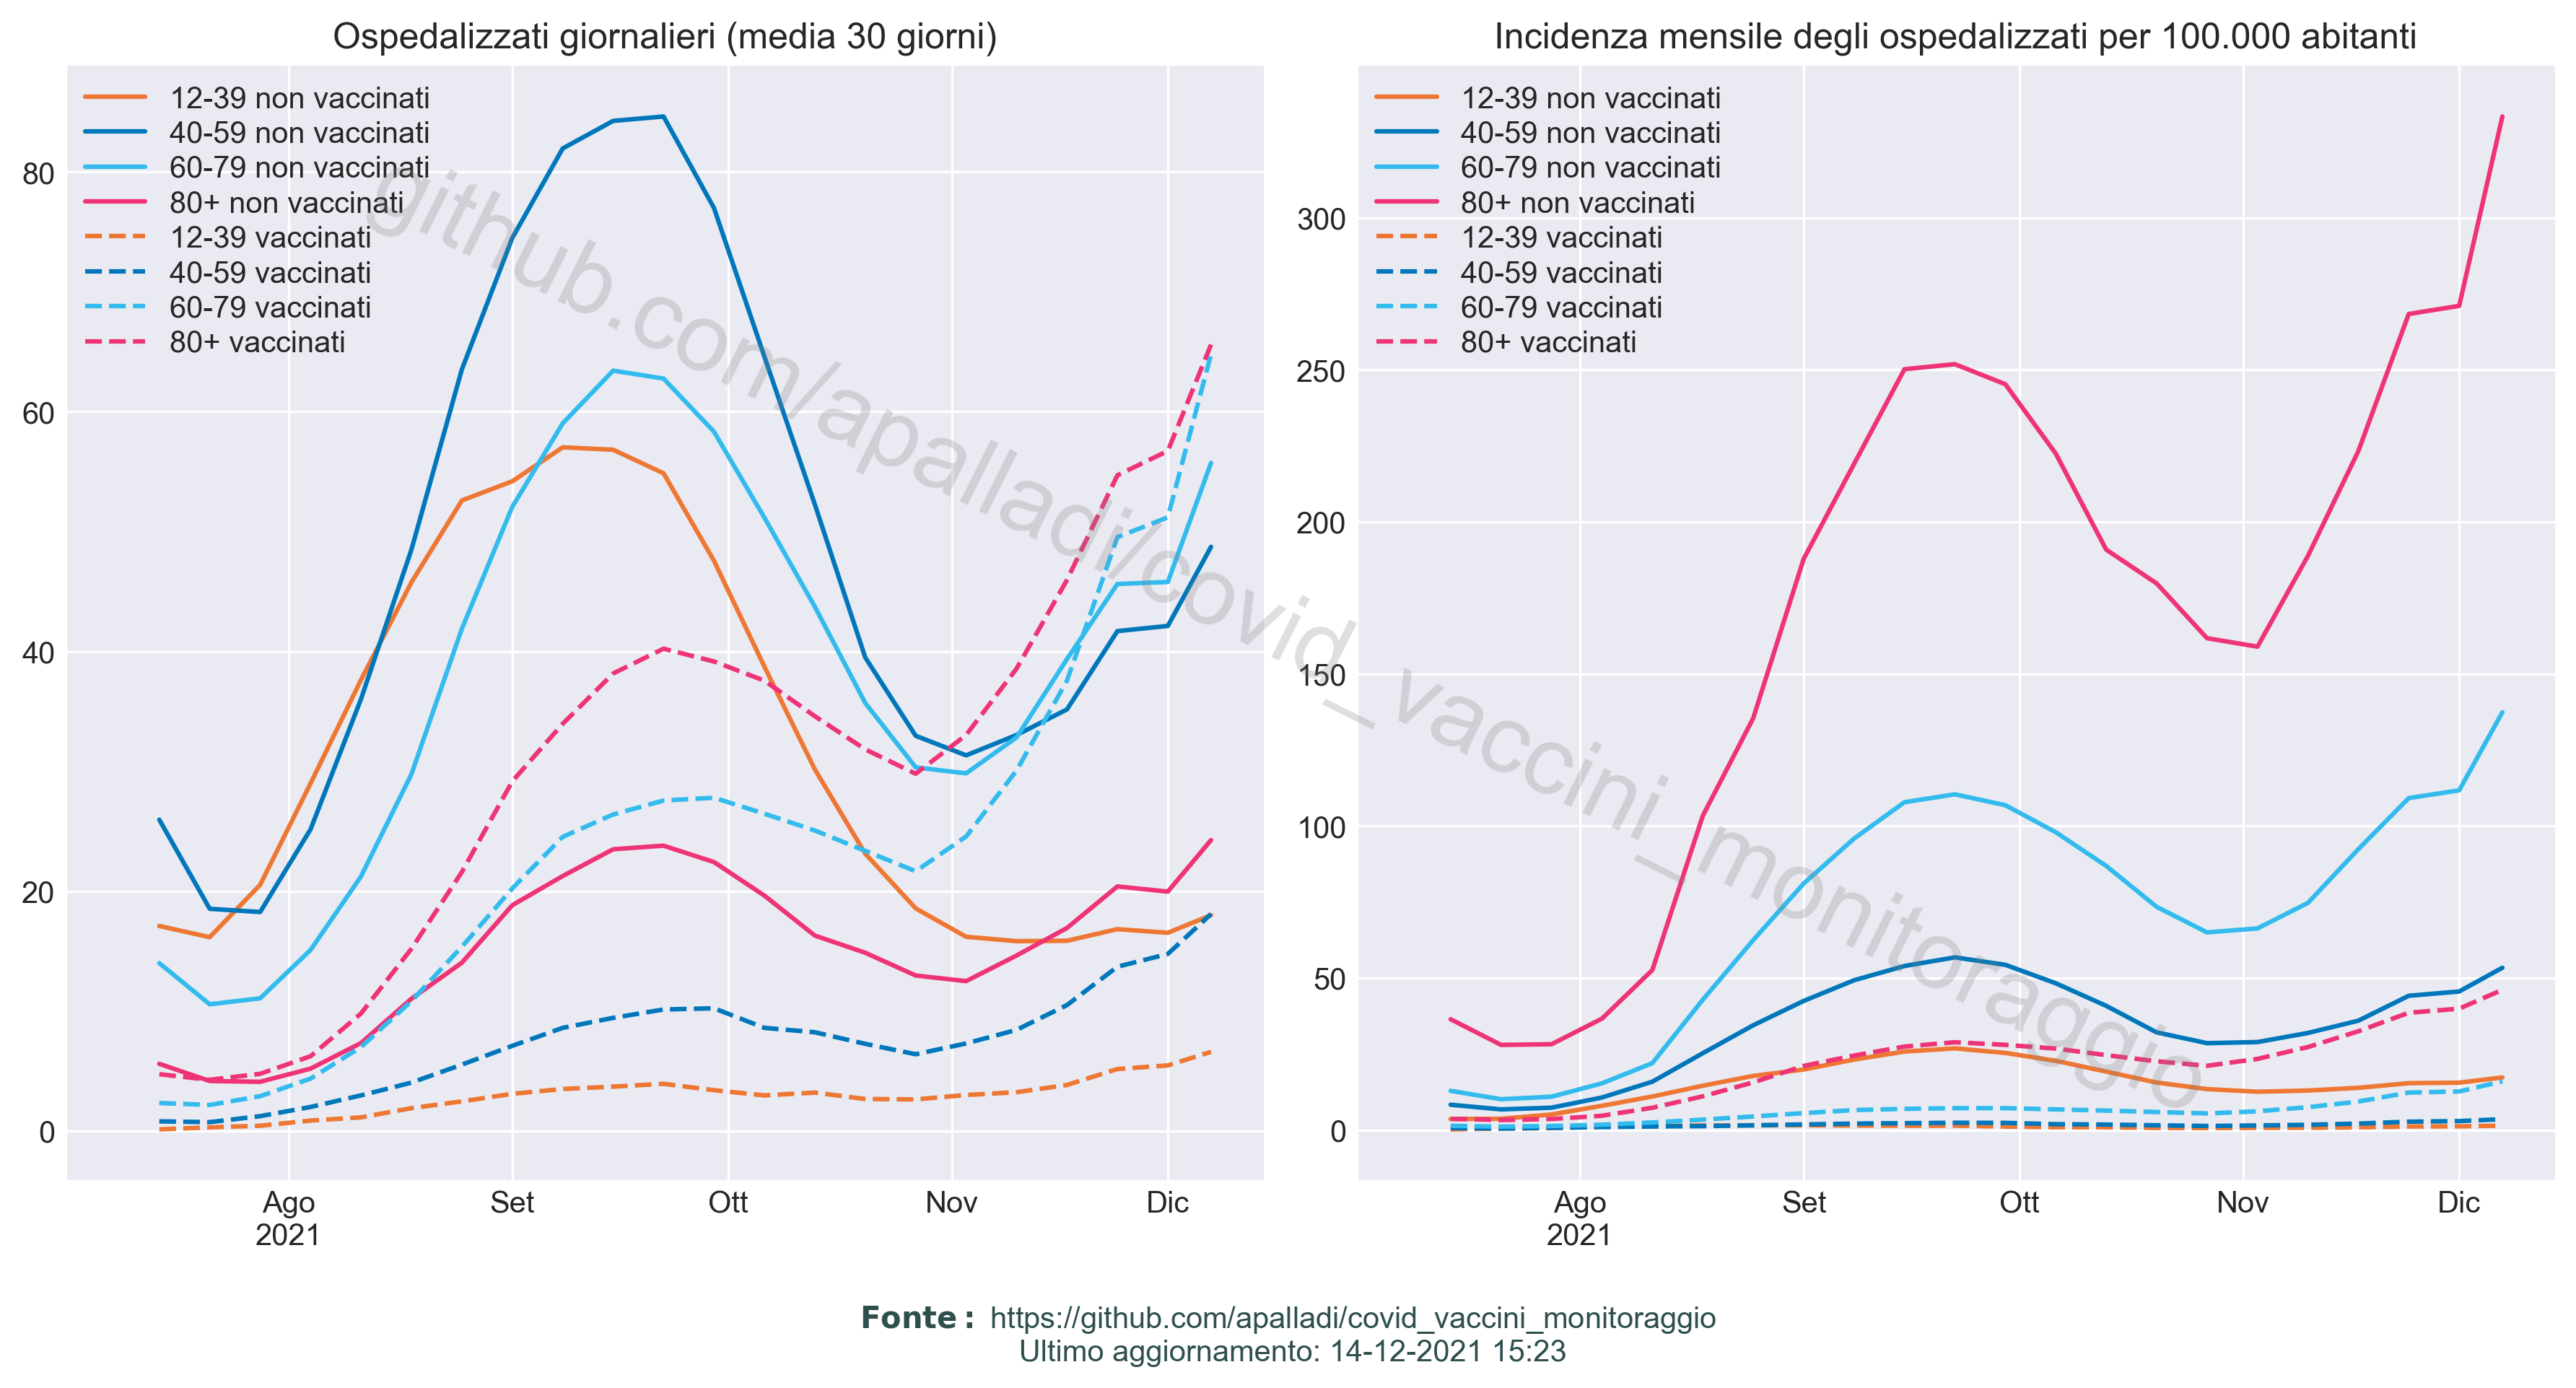 Ospedalizzati giornalieri (media 30 giorni)
12-39 non vaccinati
40-59 non vaccinati
60-79 non vaccinati
80+ non vaccinati
12-39 vaccinati
40-59 vaccinati
60-79 vaccinati
80+ vaccinati
80
60
40
20
0
Ago
2021
Set
Ott
Nov
Dic
Incidenza mensile degli ospedalizzati per 100.000 abitanti
12-39 non vaccinati
40-59 non vaccinati
60-79 non vaccinati
80+ non vaccinati
12-39 vaccinati
40-59 vaccinati
60-79 vaccinati
80+ vaccinati
300
250
200
150
100
50
0
Ago
2021
Set
Ott
Nov
Dic
github.com/apalladi/covid_vaccini_monitoraggio
Fonte: https://github.com/apalladi/covid_vaccini_monitoraggio
Ultimo aggiornamento: 14-12-2021 15:23